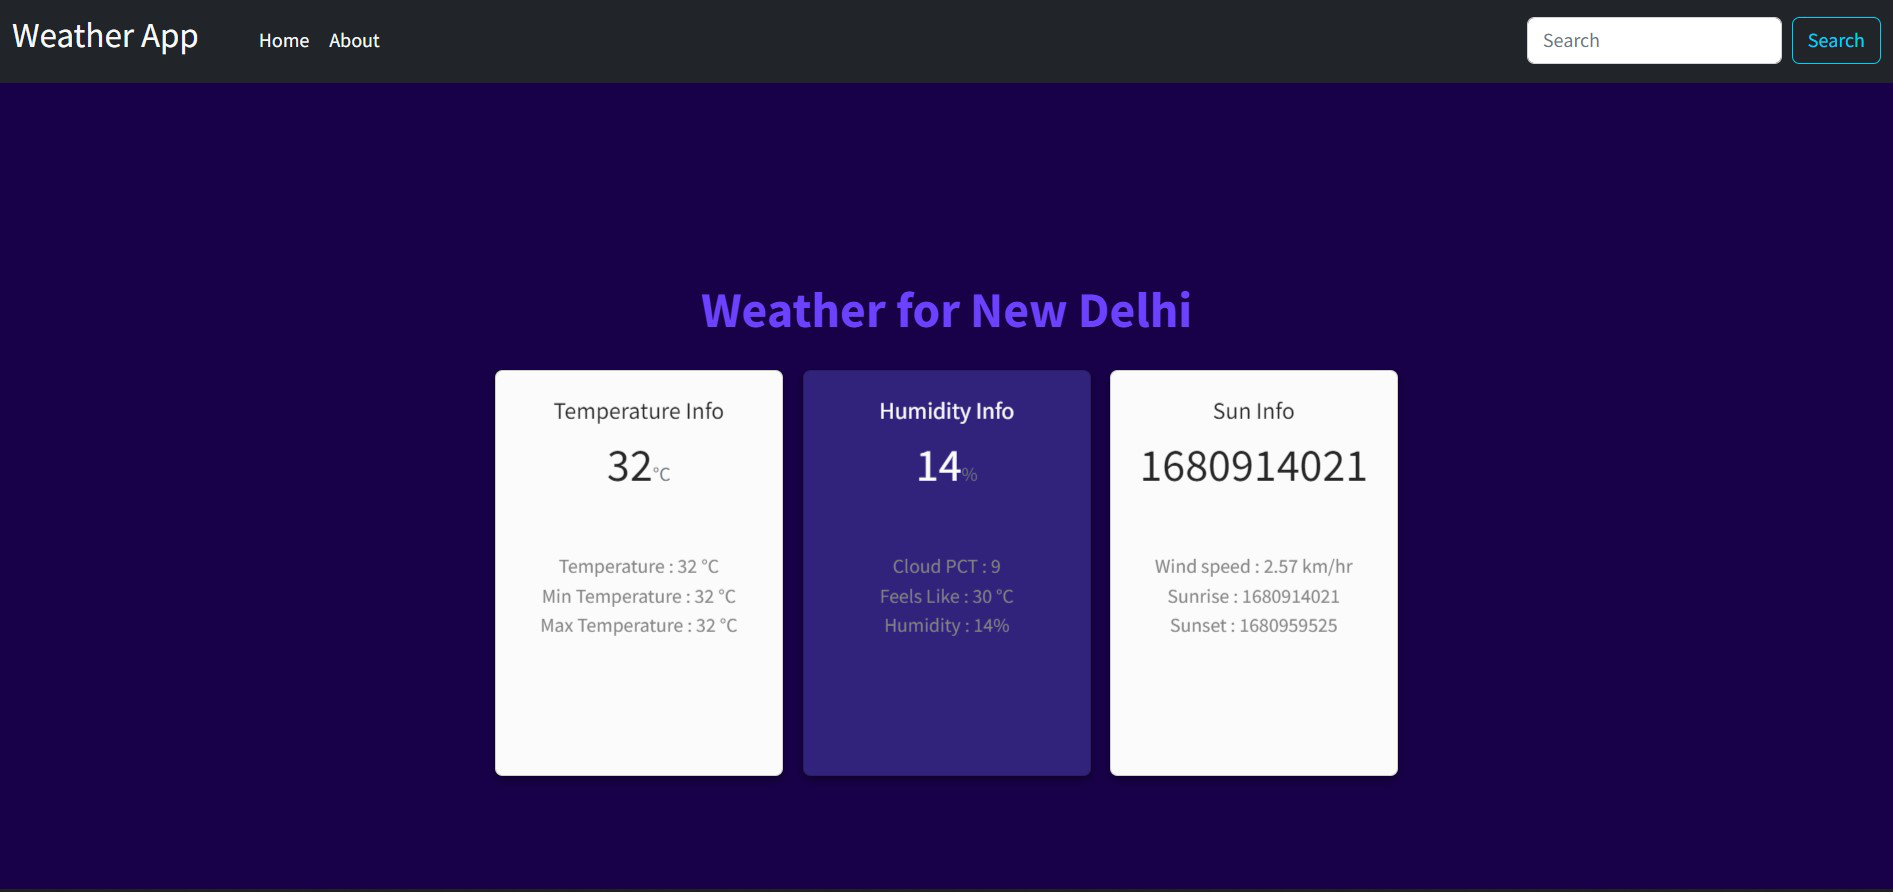 Weather App
Home
About
Search
Search
Weather for New Delhi
Temperature Info
32°C
Temperature : 32 °C
Min Temperature : 32 °C
Max Temperature : 32 °C
Humidity Info
14%
Cloud PCT : 9
Feels Like : 30 °C
Humidity : 14%
Sun Info
1680914021
Wind speed : 2.57 km/hr
Sunrise : 1680914021
Sunset : 1680959525